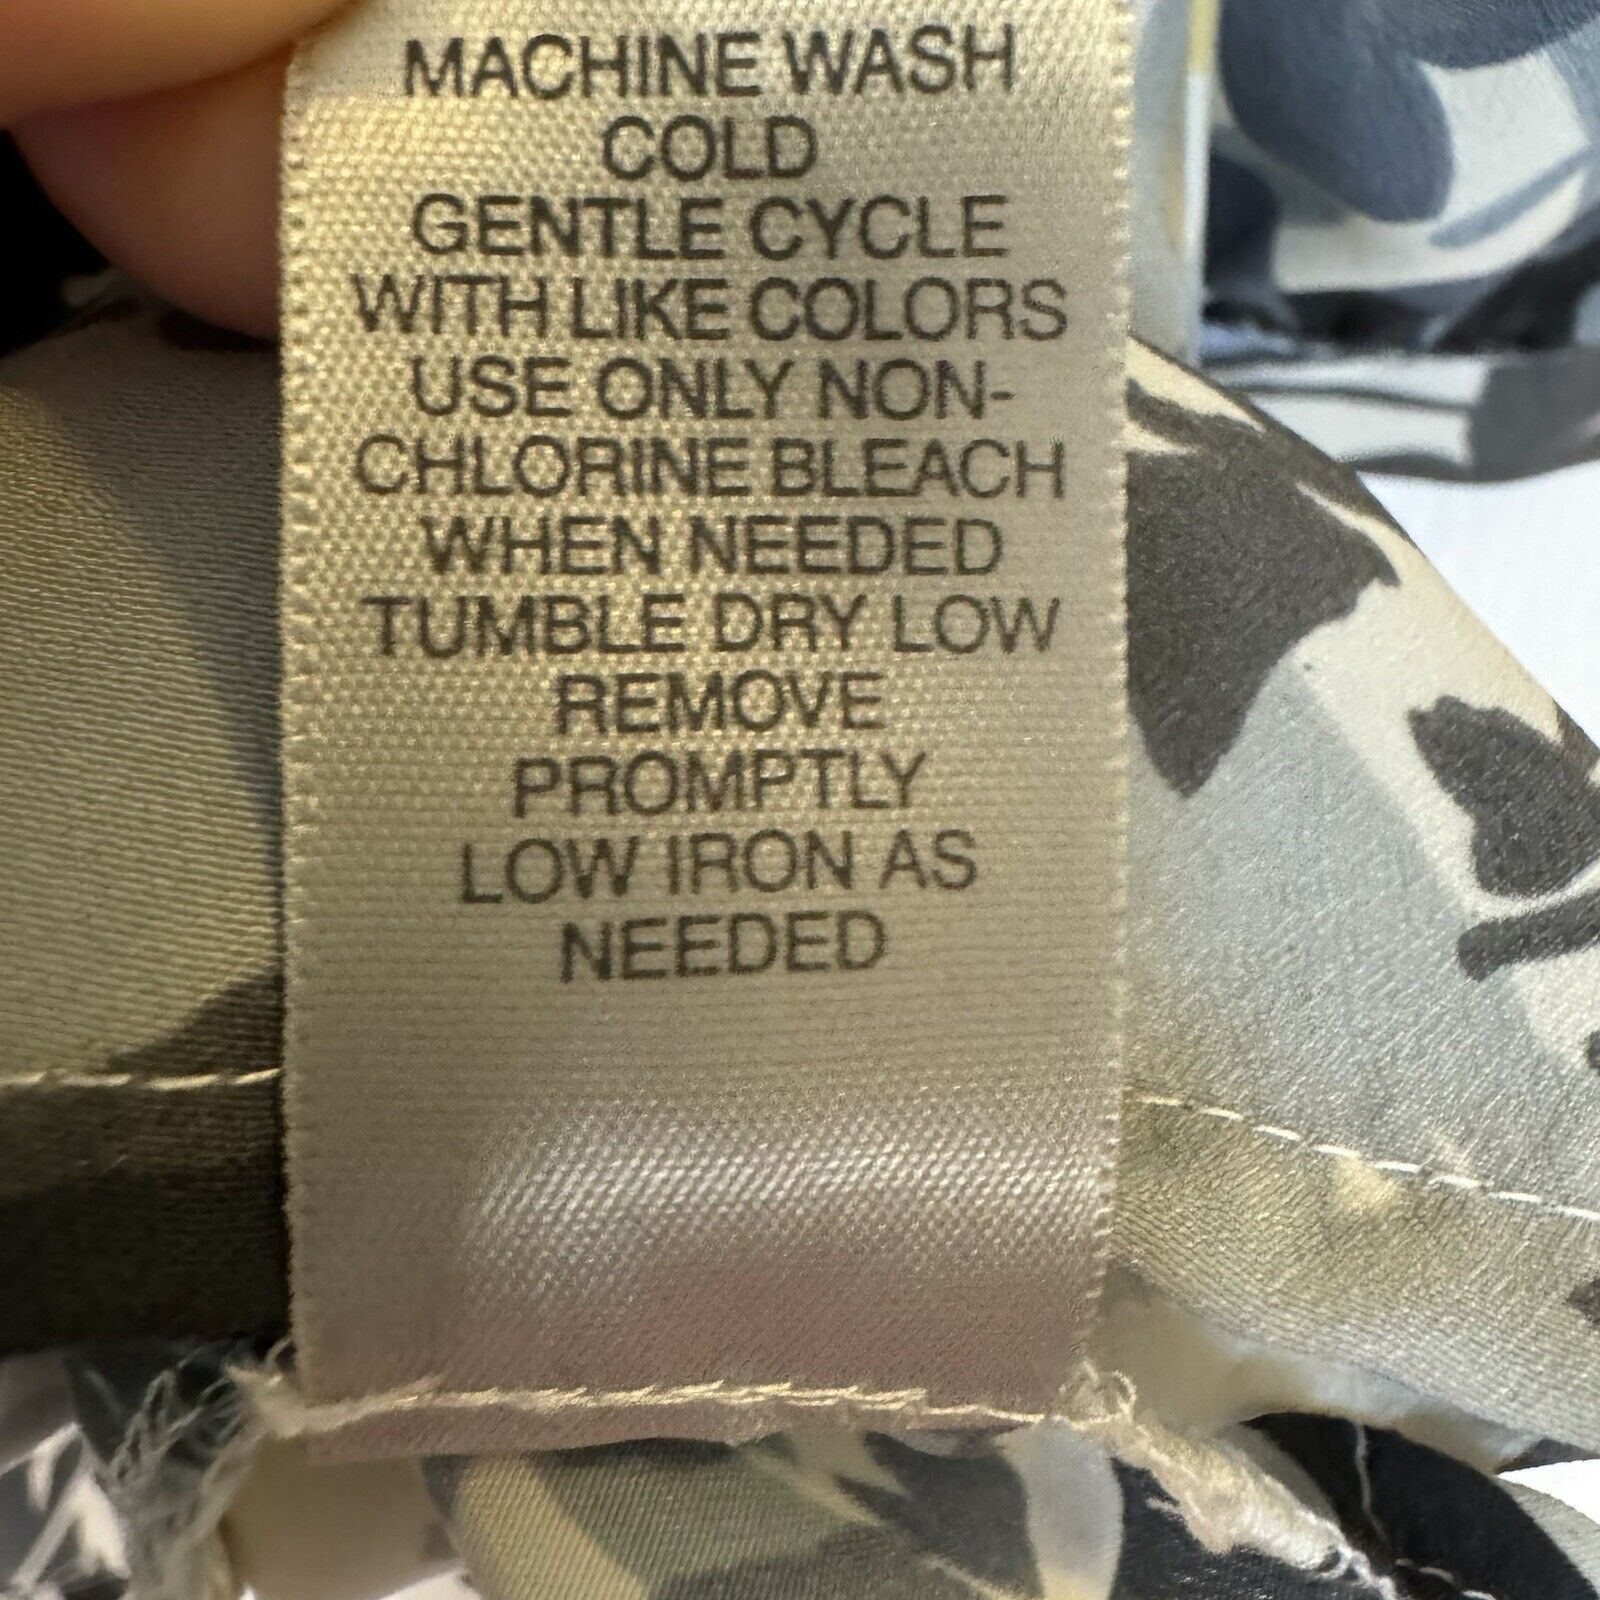 MACHINE WASH
COLD
GENTLE CYCLE
WITH LIKE COLORS
USE ONLY NON-
CHLORINE BLEACH
WHEN NEEDED
TUMBLE DRY LOW
REMOVE
PROMPTLY
LOW IRON AS
NEEDED